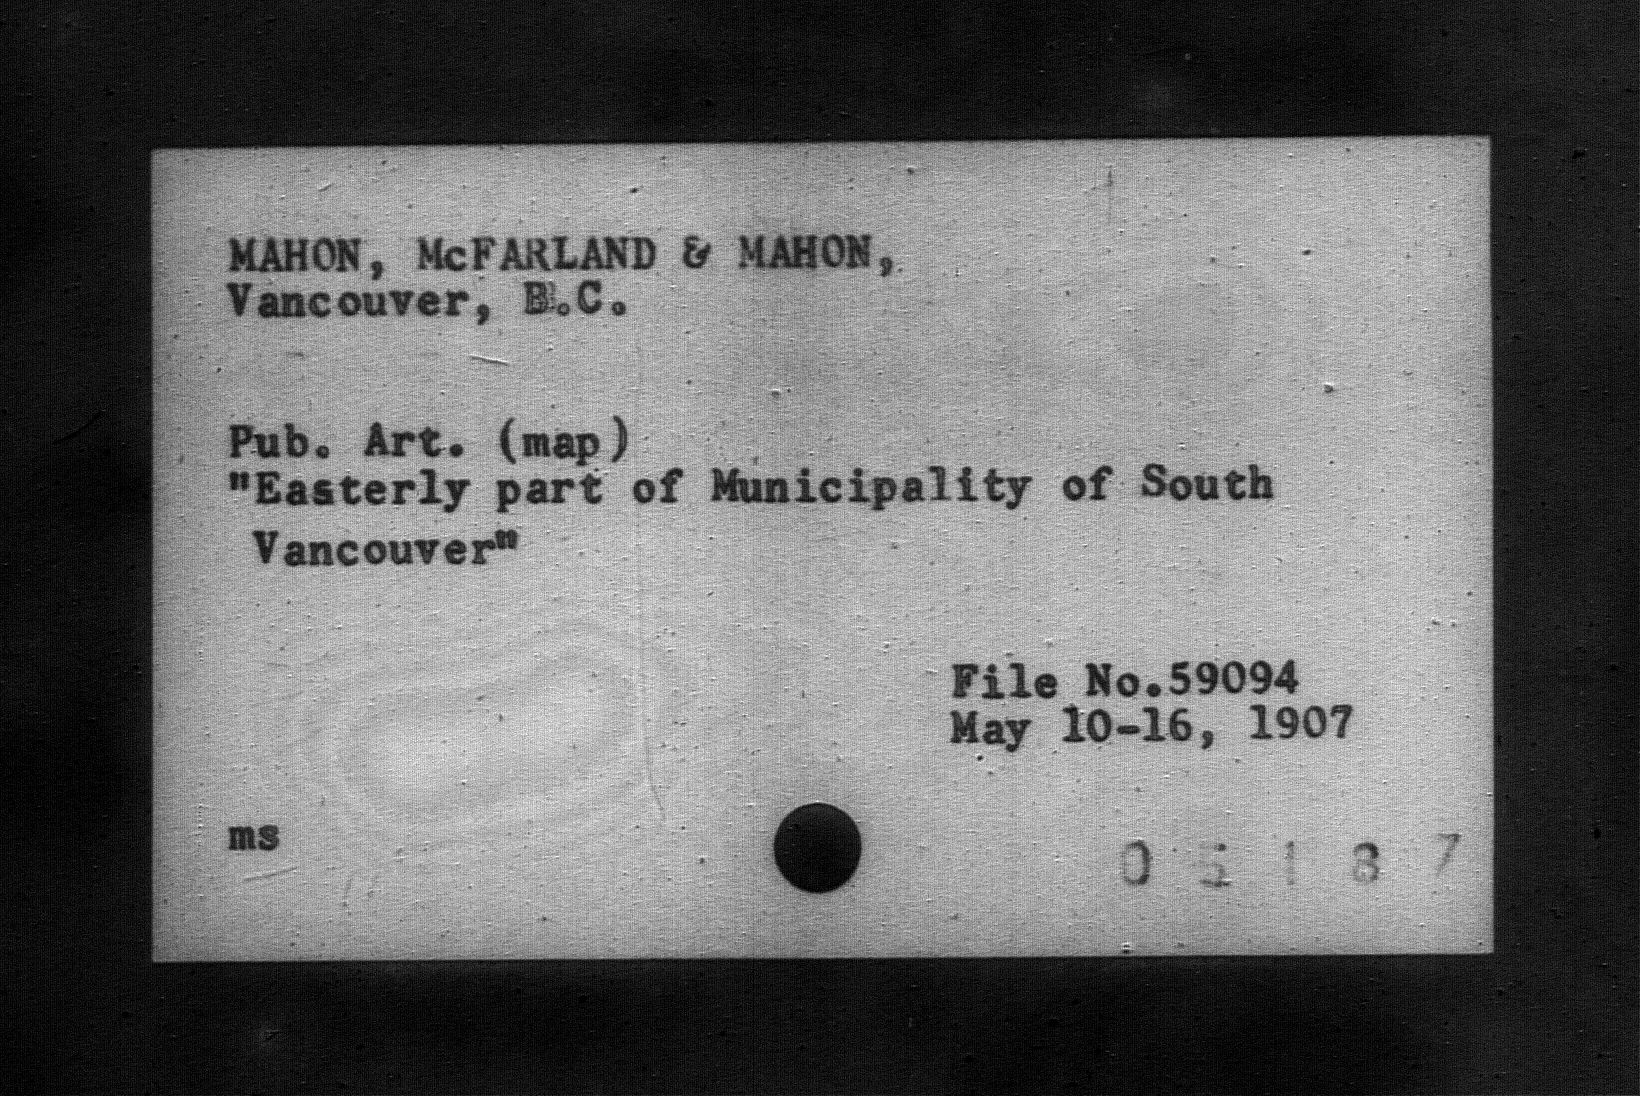 MAHON, McFARLAND & MAHON,
Vancouver, B.C.
Pub. Art. (map)
"Easterly part of Municipality of South
Vancouver"
File No.59094
May 10-16, 1907
ms
0 5 1 8 7